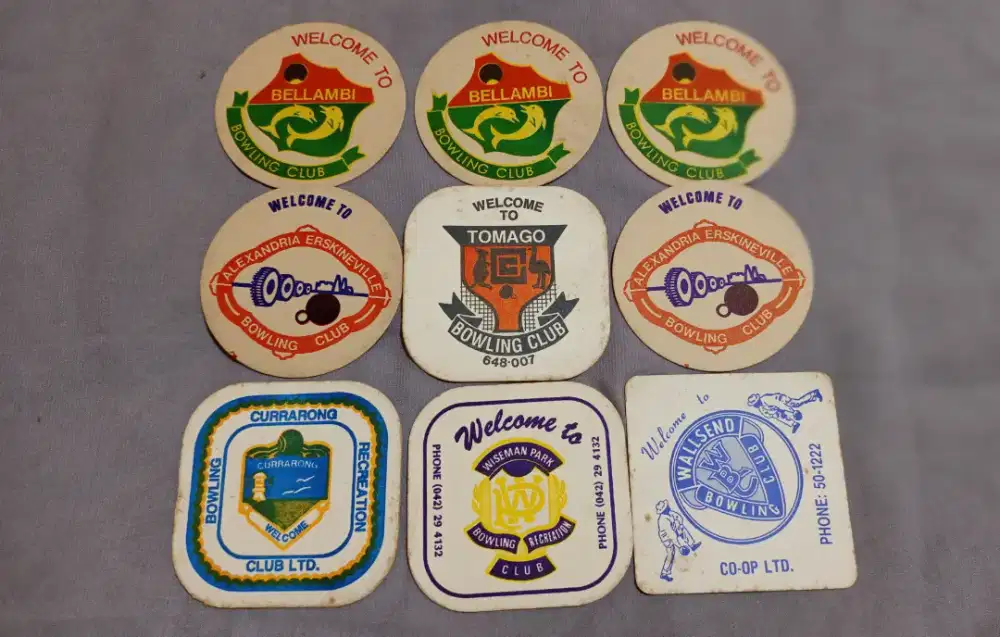 WELCOME TO
BELLAMBI
BOWLING CLUB
WELCOME TO
BELLAMBI
BOWLING CLUB
WELCOME TO
BELLAMBI
BOWLING CLUB
WELCOME TO
ALEXANDRIA ERSKINEVILLE
BOWLING CLUB
WELCOME
TO
TOMAGO
BOWLING CLUB
648·007
WELCOME TO
ALEXANDRIA ERSKINEVILLE
BOWLING CLUB
CURRARONG
BOWLING
RECREATION
CURRARONG
WELCOME
CLUB LTD.
Welcome to
PHONE (042) 29 4132
WISEMAN PARK
BOWLING RECREATION
CLUB
PHONE (042) 29 4132
Welcome to
WALLSEND
BOWLING
CLUB
PHONE: 50-1222
CO-OP LTD.